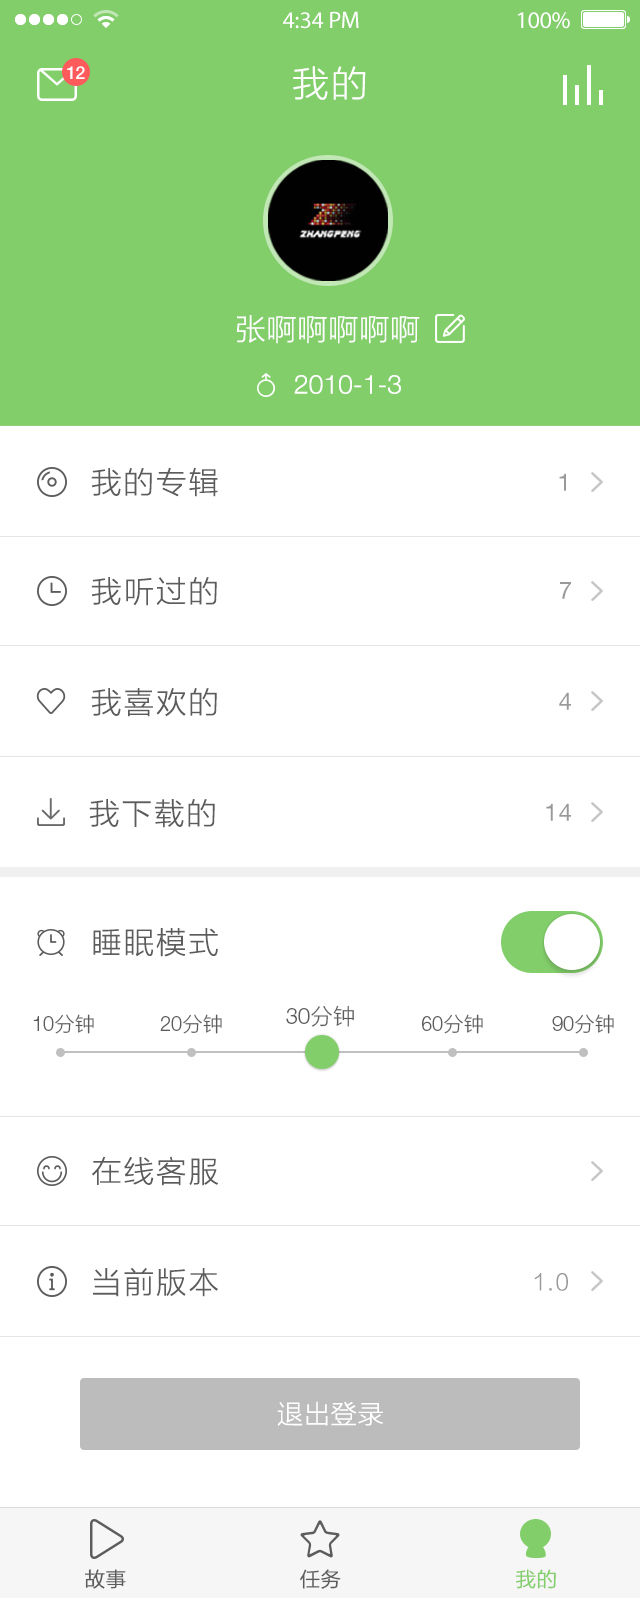 4:34 PM 100%
12 我的
ZHANGPENG
张啊啊啊啊啊
2010-1-3
我的专辑 1
我听过的 7
我喜欢的 4
我下载的 14
睡眠模式
10分钟 20分钟 30分钟 60分钟 90分钟
在线客服
当前版本 1.0
退出登录
故事 任务 我的